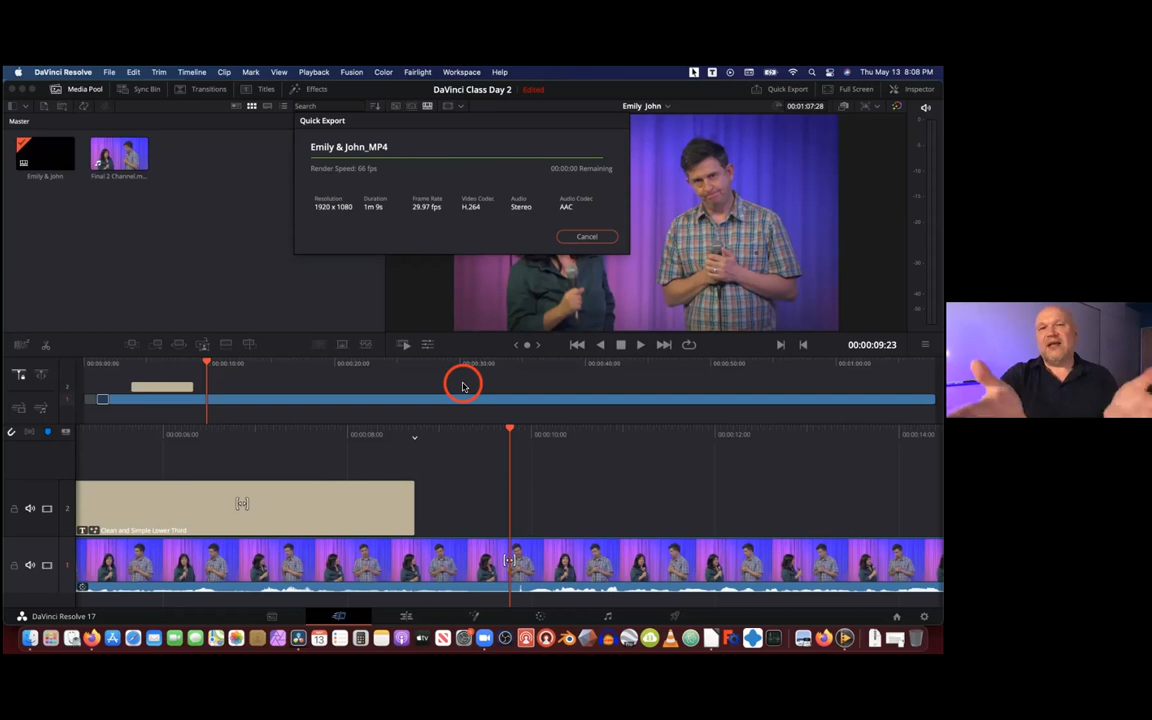 DaVinci Resolve File Edit Trim Timeline Clip Mark View Playback Fusion Color Fairlight Workspace Help Thu May 13 8:08 PM
Media Pool Sync Bin Transitions Titles Effects DaVinci Class Day 2 Edited Quick Export Full Screen Inspector
Search Emily John 00:01:07:28
Master
Quick Export
Emily & John_MP4
Render Speed: 66 fps 00:00:00 Remaining
Emily & John Final 2 Channel.m...
Resolution Duration Frame Rate Video Codec Audio Audio Codec
1920 x 1080 1m 9s 29.97 fps H.264 Stereo AAC
Cancel
00:00:09:23
00:00:00:00 00:00:10:00 00:00:20:00 00:00:30:00 00:00:40:00 00:00:50:00 00:01:00:00
2
1
00:00:06:00 00:00:08:00 00:00:10:00 00:00:12:00 00:00:14:00
2
Clean and Simple Lower Third
1
DaVinci Resolve 17